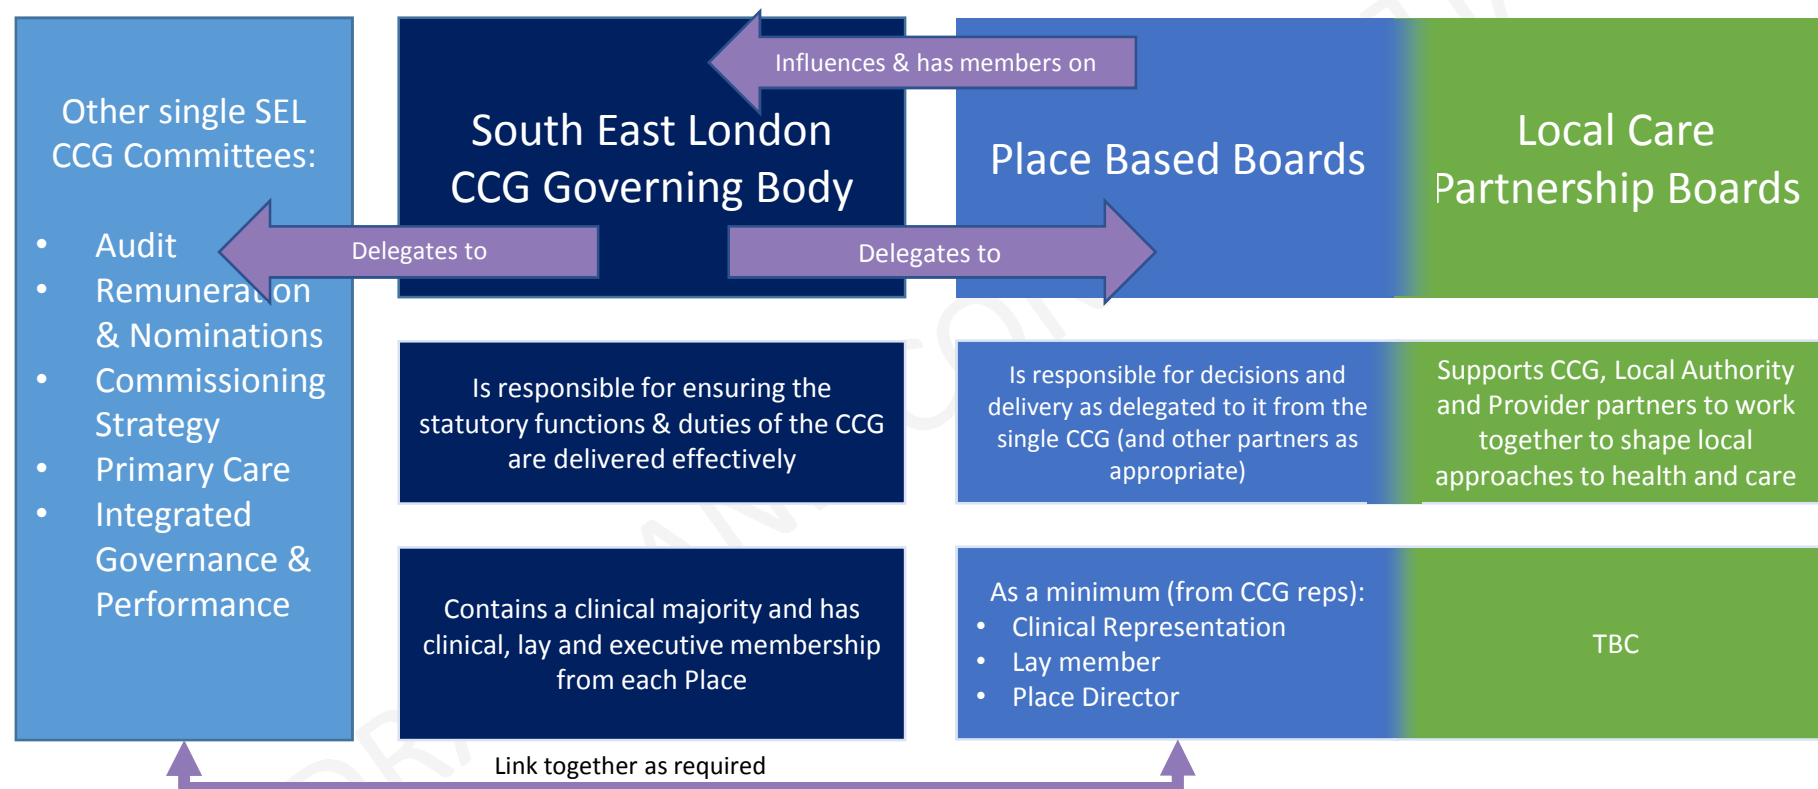 Other single SEL
CCG Committees:
• Audit
• Remuneration
& Nominations
• Commissioning
Strategy
• Primary Care
• Integrated
Governance &
Performance
South East London
CCG Governing Body
Influences & has members on
Delegates to
Delegates to
Place Based Boards
Local Care
Partnership Boards
Is responsible for ensuring the
statutory functions & duties of the CCG
are delivered effectively
Is responsible for decisions and
delivery as delegated to it from the
single CCG (and other partners as
appropriate)
Supports CCG, Local Authority
and Provider partners to work
together to shape local
approaches to health and care
Contains a clinical majority and has
clinical, lay and executive membership
from each Place
As a minimum (from CCG reps):
• Clinical Representation
• Lay member
• Place Director
TBC
Link together as required